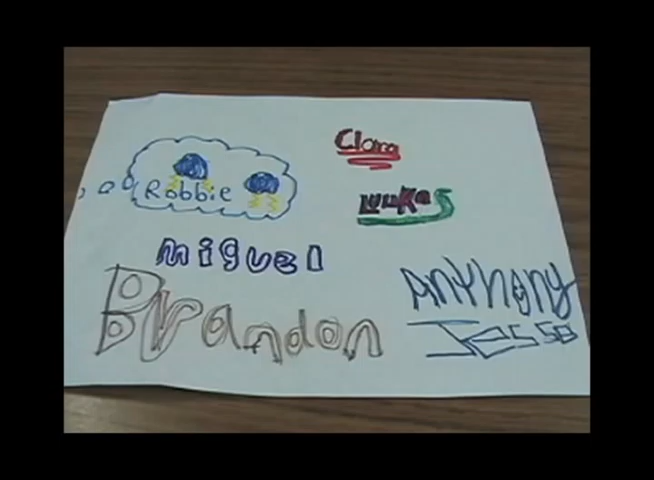 Clara
Robbie
Lukas
Miguel
Anthony
Brandon
Jesse